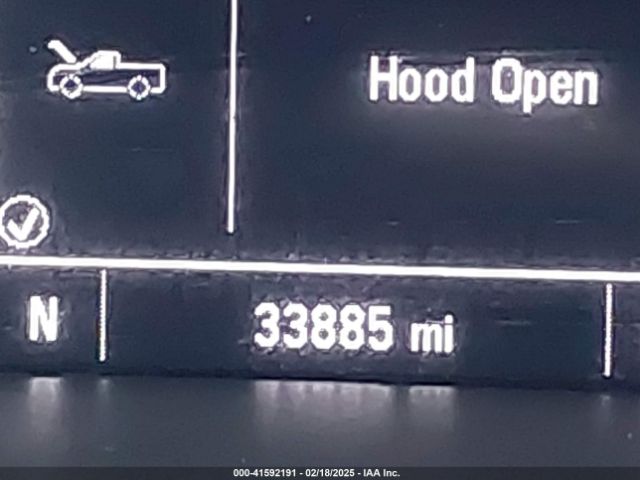 Hood Open
N
33885 mi
000-41592191 - 02/18/2025 - IAA Inc.